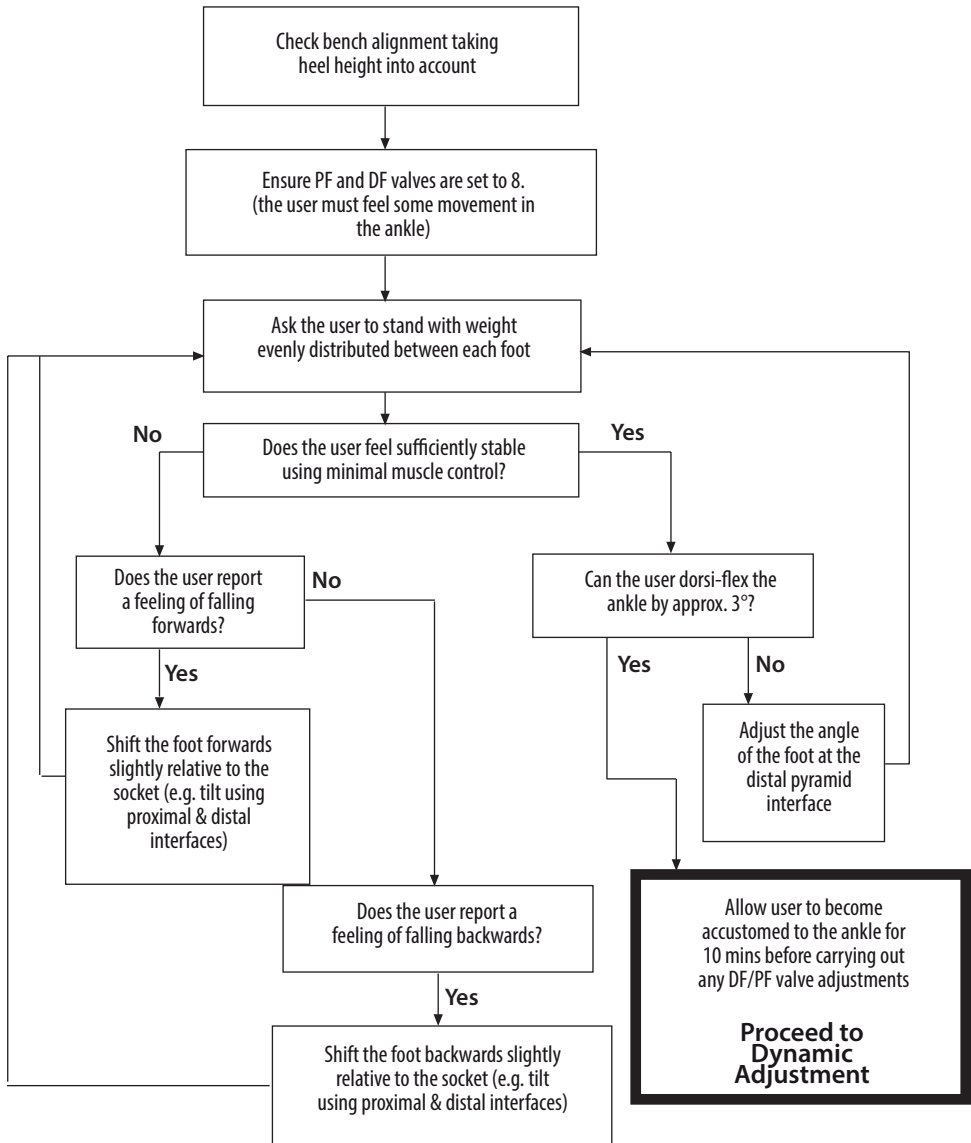 Check bench alignment taking
heel height into account
Ensure PF and DF valves are set to 8.
(the user must feel some movement in
the ankle)
Ask the user to stand with weight
evenly distributed between each foot
No
Does the user feel sufficiently stable
using minimal muscle control?
Yes
Does the user report
a feeling of falling
forwards?
No
Yes
Shift the foot forwards
slightly relative to the
socket (e.g. tilt using
proximal & distal
interfaces)
Does the user report a
feeling of falling backwards?
Yes
Shift the foot backwards slightly
relative to the socket (e.g. tilt
using proximal & distal interfaces)
Can the user dorsi-flex the
ankle by approx. 3°?
Yes
No
Adjust the angle
of the foot at the
distal pyramid
interface
Allow user to become
accustomed to the ankle for
10 mins before carrying out
any DF/PF valve adjustments
Proceed to
Dynamic
Adjustment